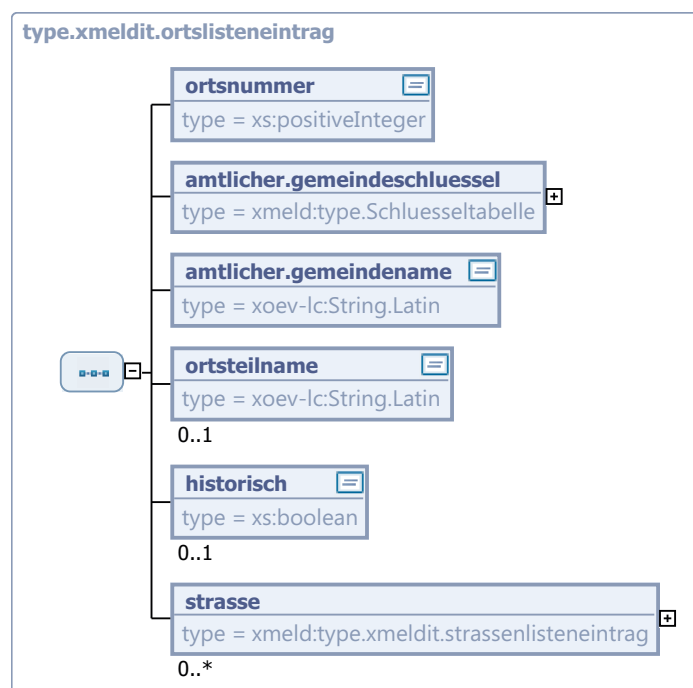 type.xmeldit.ortslisteneintrag
ortsnummer
type = xs:positiveInteger
amtlicher.gemeindeschluessel
type = xmeld:type.Schluesseltabelle
amtlicher.gemeindename
type = xoev-lc:String.Latin
ortsteilname
type = xoev-lc:String.Latin
0..1
historisch
type = xs:boolean
0..1
strasse
type = xmeld:type.xmeldit.strassenlisteneintrag
0..*